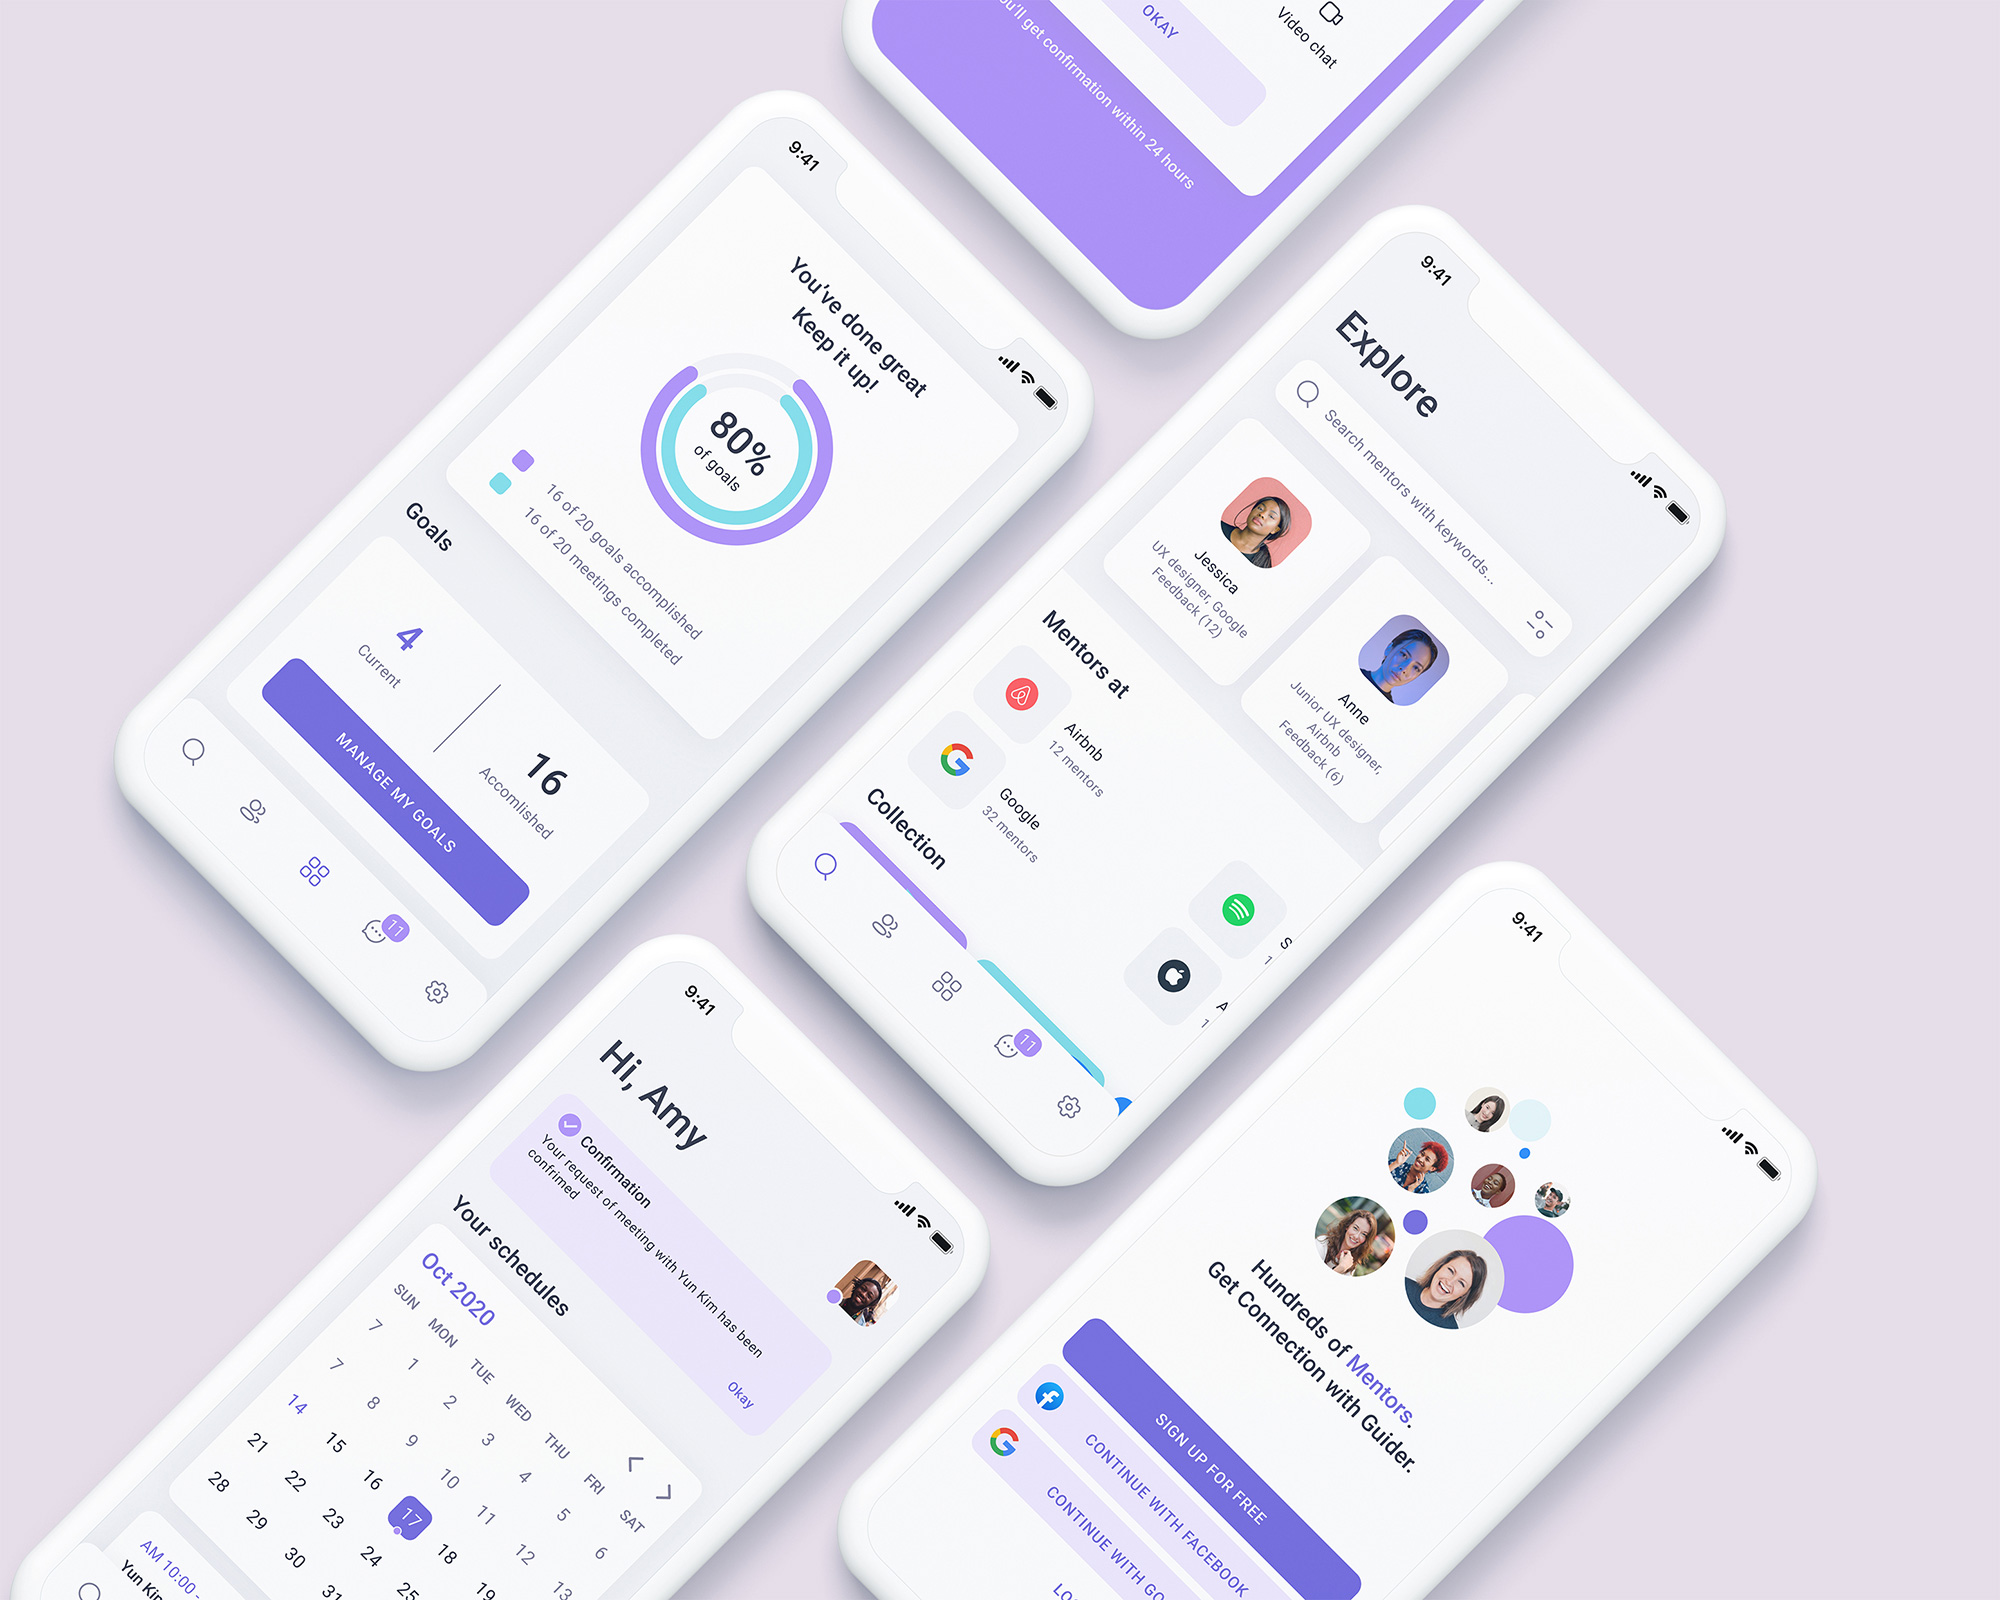 OKAY
Video chat
You'll get confirmation within 24 hours
9:41
You've done great
Keep it up!
80%
of goals
16 of 20 goals accomplished
16 of 20 meetings completed
Goals
4
Current
16
Accomlished
MANAGE MY GOALS
11
9:41
Explore
Search mentors with keywords...
Jessica
UX designer, Google
Feedback (12)
Anne
Junior UX designer,
Airbnb
Feedback (6)
Mentors at
Airbnb
12 mentors
Google
32 mentors
S
1
A
1
Collection
11
9:41
Hi, Amy
Confirmation
Your request of meeting with Yun Kim has been
confrimed
Okay
Your schedules
Oct 2020
SUN MON TUE WED THU FRI SAT
7 1 2 3 4 5 6
7 8 9 10 11 12 13
14 15 16 17 18 19
21 22 23 24 25
28 29 30 31
AM 10:00 -
Yun Kim
9:41
Hundreds of Mentors.
Get Connection with Guider.
SIGN UP FOR FREE
CONTINUE WITH FACEBOOK
CONTINUE WITH GO
LO